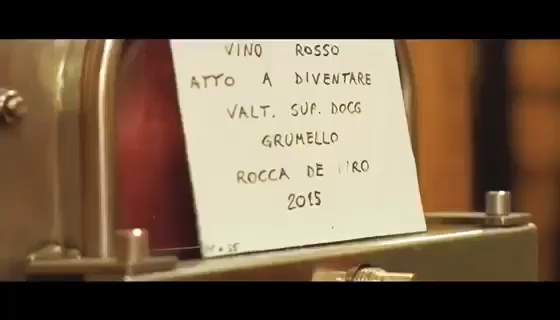 VINO ROSSO
ATTO A DIVENTARE
VALT. SUP. DOCG
GRUMELLO
ROCCA DE
2015